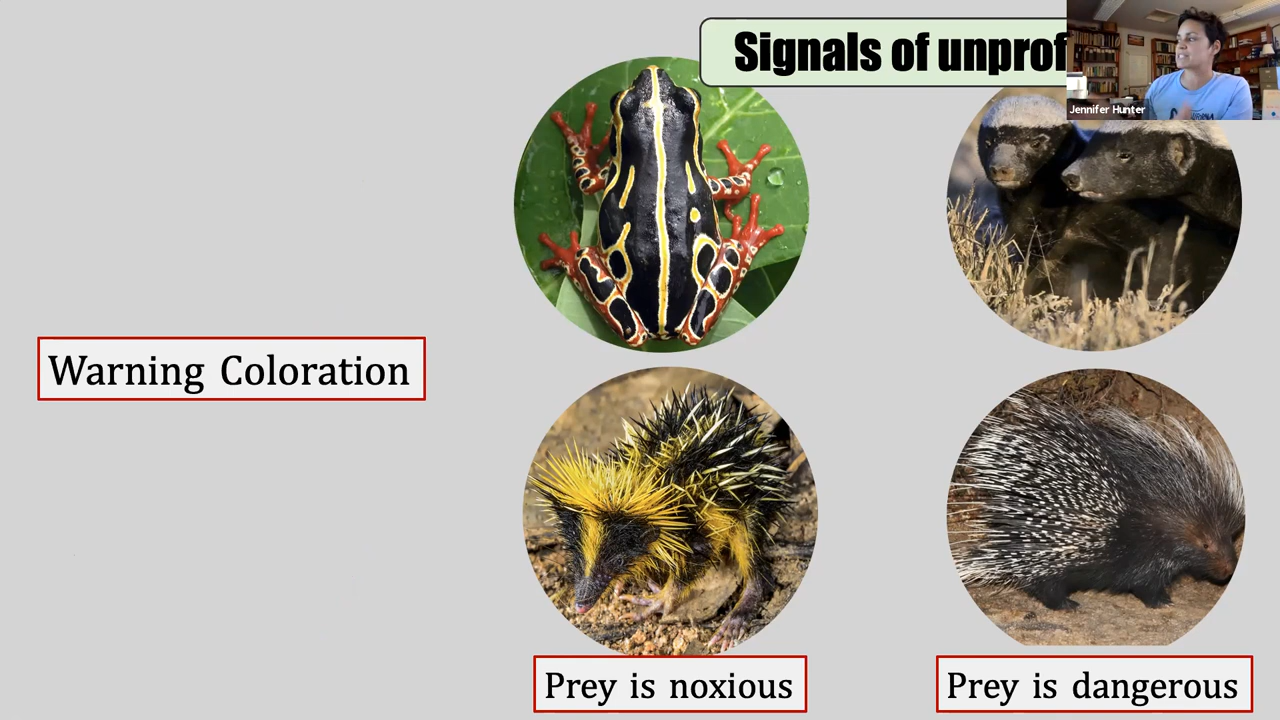 Signals of unprof
Jennifer Hunter
Warning Coloration
Prey is noxious
Prey is dangerous